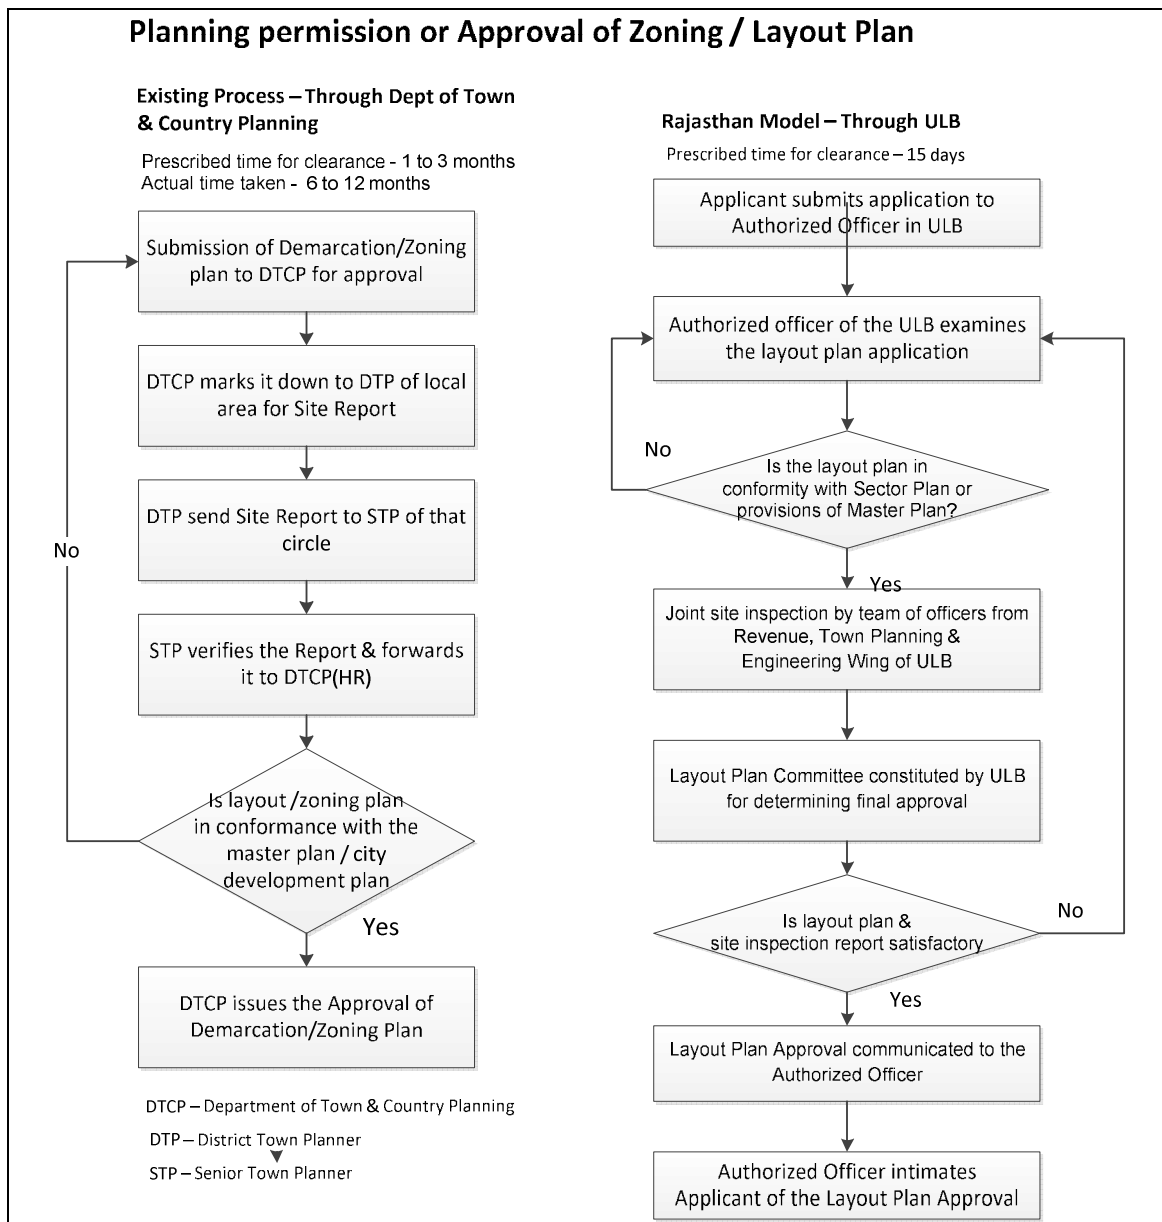 Planning permission or Approval of Zoning / Layout Plan
Existing Process – Through Dept of Town
& Country Planning
Prescribed time for clearance - 1 to 3 months
Actual time taken - 6 to 12 months
Submission of Demarcation/Zoning
plan to DTCP for approval
DTCP marks it down to DTP of local
area for Site Report
DTP send Site Report to STP of that
circle
No
STP verifies the Report & forwards
it to DTCP(HR)
Is layout /zoning plan
in conformance with the
master plan / city
development plan
Yes
DTCP issues the Approval of
Demarcation/Zoning Plan
DTCP – Department of Town & Country Planning
DTP – District Town Planner
STP – Senior Town Planner
Rajasthan Model – Through ULB
Prescribed time for clearance – 15 days
Applicant submits application to
Authorized Officer in ULB
Authorized officer of the ULB examines
the layout plan application
No
Is the layout plan in
conformity with Sector Plan or
provisions of Master Plan?
Yes
Joint site inspection by team of officers from
Revenue, Town Planning &
Engineering Wing of ULB
Layout Plan Committee constituted by ULB
for determining final approval
Is layout plan &
site inspection report satisfactory
No
Yes
Layout Plan Approval communicated to the
Authorized Officer
Authorized Officer intimates
Applicant of the Layout Plan Approval